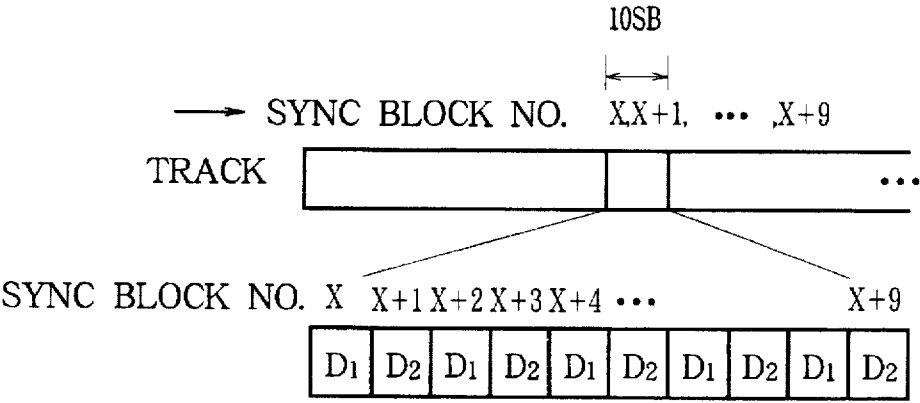 10SB
SYNC BLOCK NO. X,X+1, ••• ,X+9
TRACK •••
SYNC BLOCK NO. X X+1 X+2 X+3 X+4 ••• X+9
D1 D2 D1 D2 D1 D2 D1 D2 D1 D2